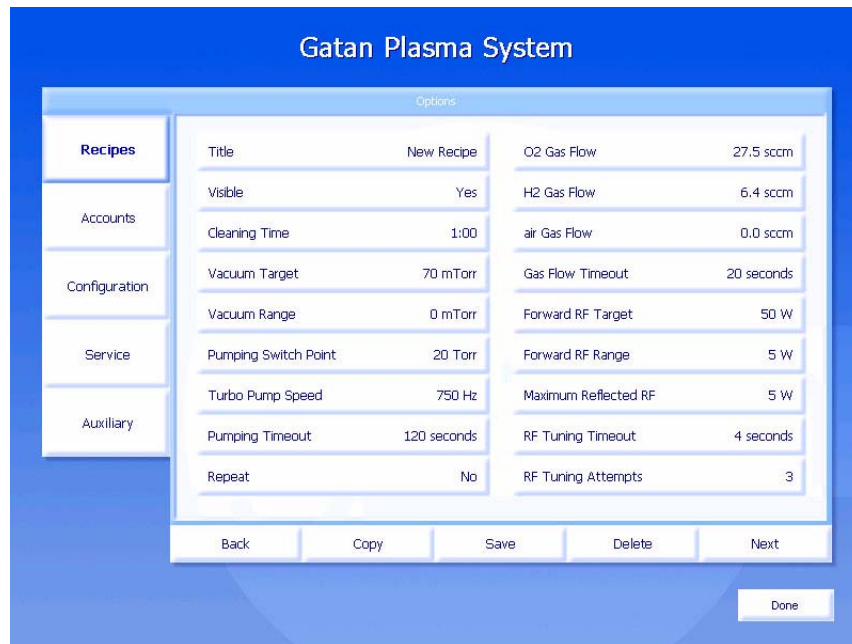 Gatan Plasma System
Options
Recipes
Accounts
Configuration
Service
Auxiliary
Title New Recipe
Visible Yes
Cleaning Time 1:00
Vacuum Target 70 mTorr
Vacuum Range 0 mTorr
Pumping Switch Point 20 Torr
Turbo Pump Speed 750 Hz
Pumping Timeout 120 seconds
Repeat No
O2 Gas Flow 27.5 sccm
H2 Gas Flow 6.4 sccm
air Gas Flow 0.0 sccm
Gas Flow Timeout 20 seconds
Forward RF Target 50 W
Forward RF Range 5 W
Maximum Reflected RF 5 W
RF Tuning Timeout 4 seconds
RF Tuning Attempts 3
Back Copy Save Delete Next
Done